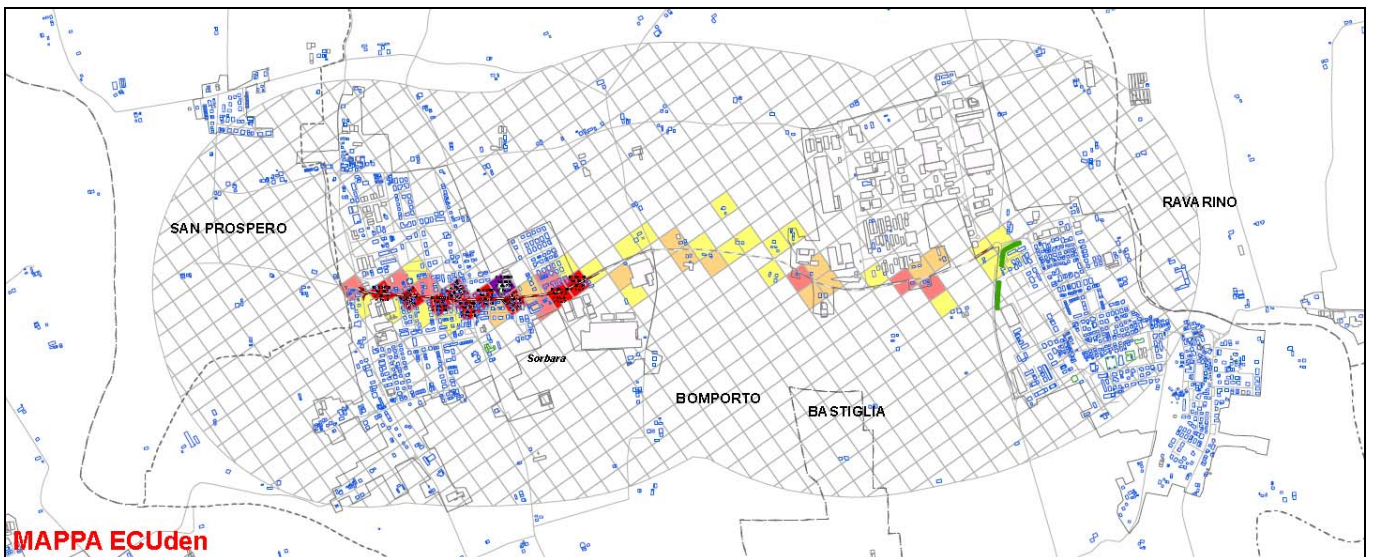 RAVARINO
SAN PROSPERO
Sorbara
BOMPORTO
BASTIGLIA
MAPPA ECUden